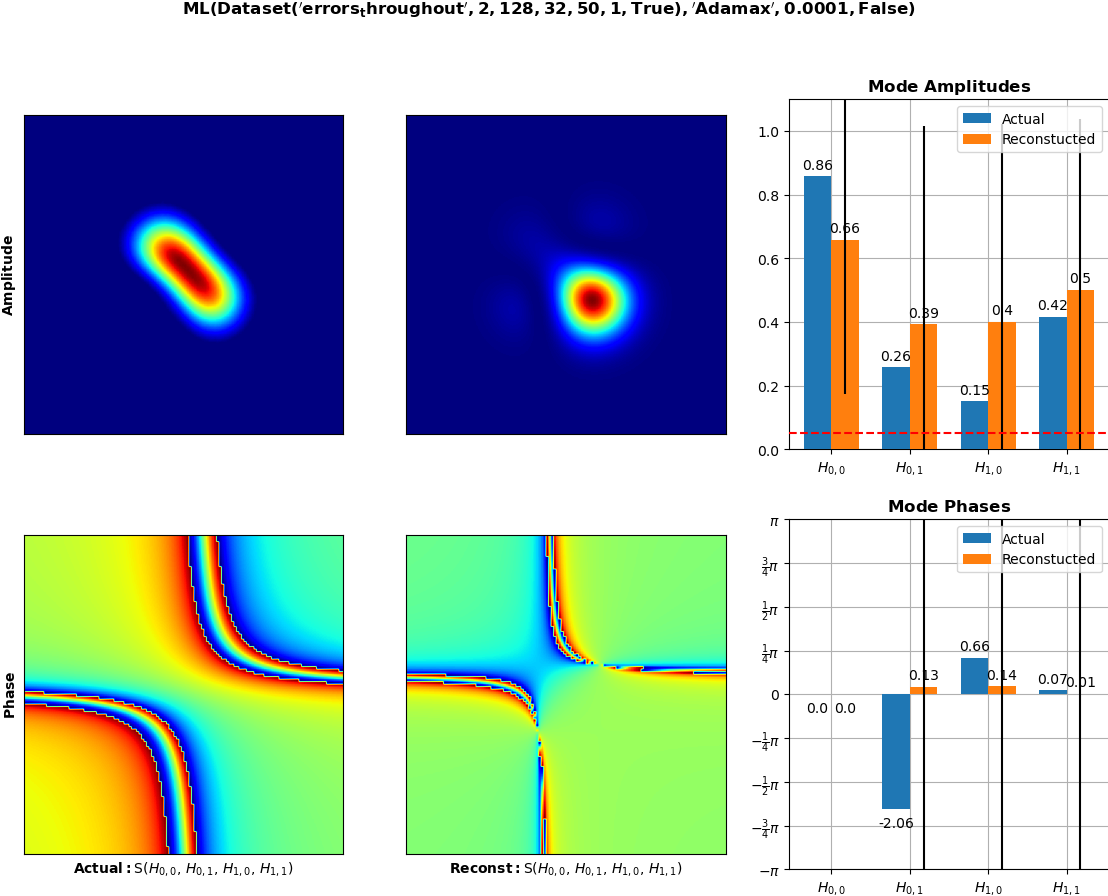 ML(Dataset('errors_throughout', 2, 128, 32, 50, 1, True), 'Adamax', 0.0001, False)
Amplitude
Mode Amplitudes
Actual
Reconstucted
1.0
0.8
0.6
0.4
0.2
0.0
0.86
0.66
0.26
0.39
0.15
0.4
0.42
0.5
H0,0
H0,1
H1,0
H1,1
Phase
Actual: S(H0,0, H0,1, H1,0, H1,1)
Reconst: S(H0,0, H0,1, H1,0, H1,1)
Mode Phases
Actual
Reconstucted
π
3/4π
1/2π
1/4π
0
−1/4π
−1/2π
−3/4π
−π
0.0
0.0
-2.06
0.13
0.66
0.14
0.07
0.01
H0,0
H0,1
H1,0
H1,1